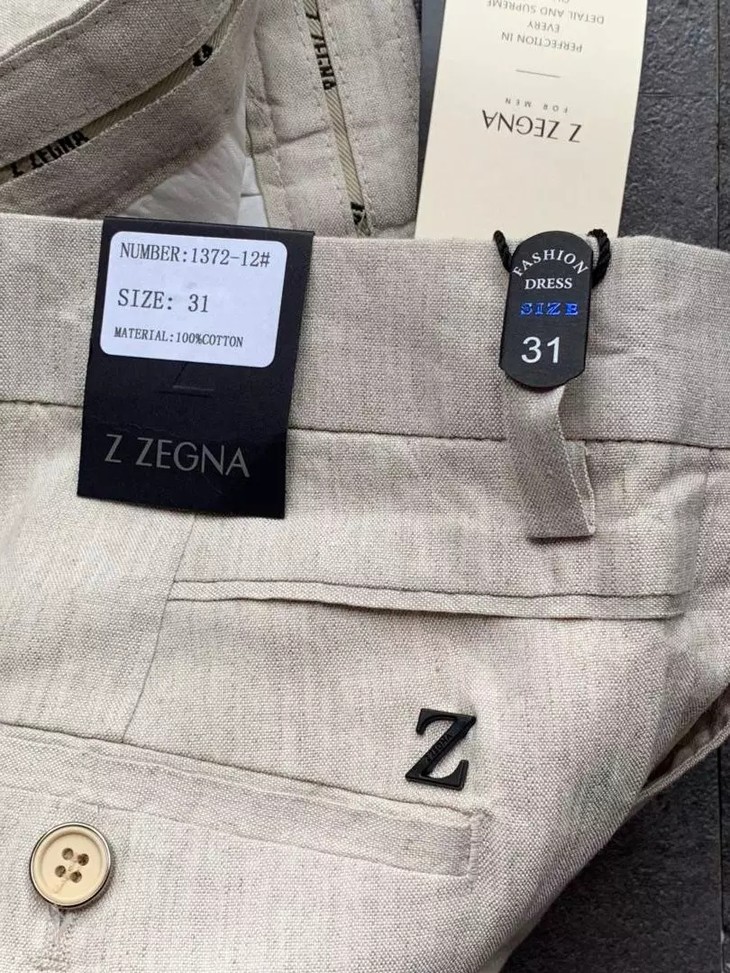 Z ZEGNA
Z ZEGNA
Z ZEGNA
FOR MEN
PERFECTION IN
EVERY
DETAIL AND SUPREME
NUMBER:1372-12#
SIZE: 31
MATERIAL:100%COTTON
Z ZEGNA
FASHION
DRESS
SIZE
31
Z